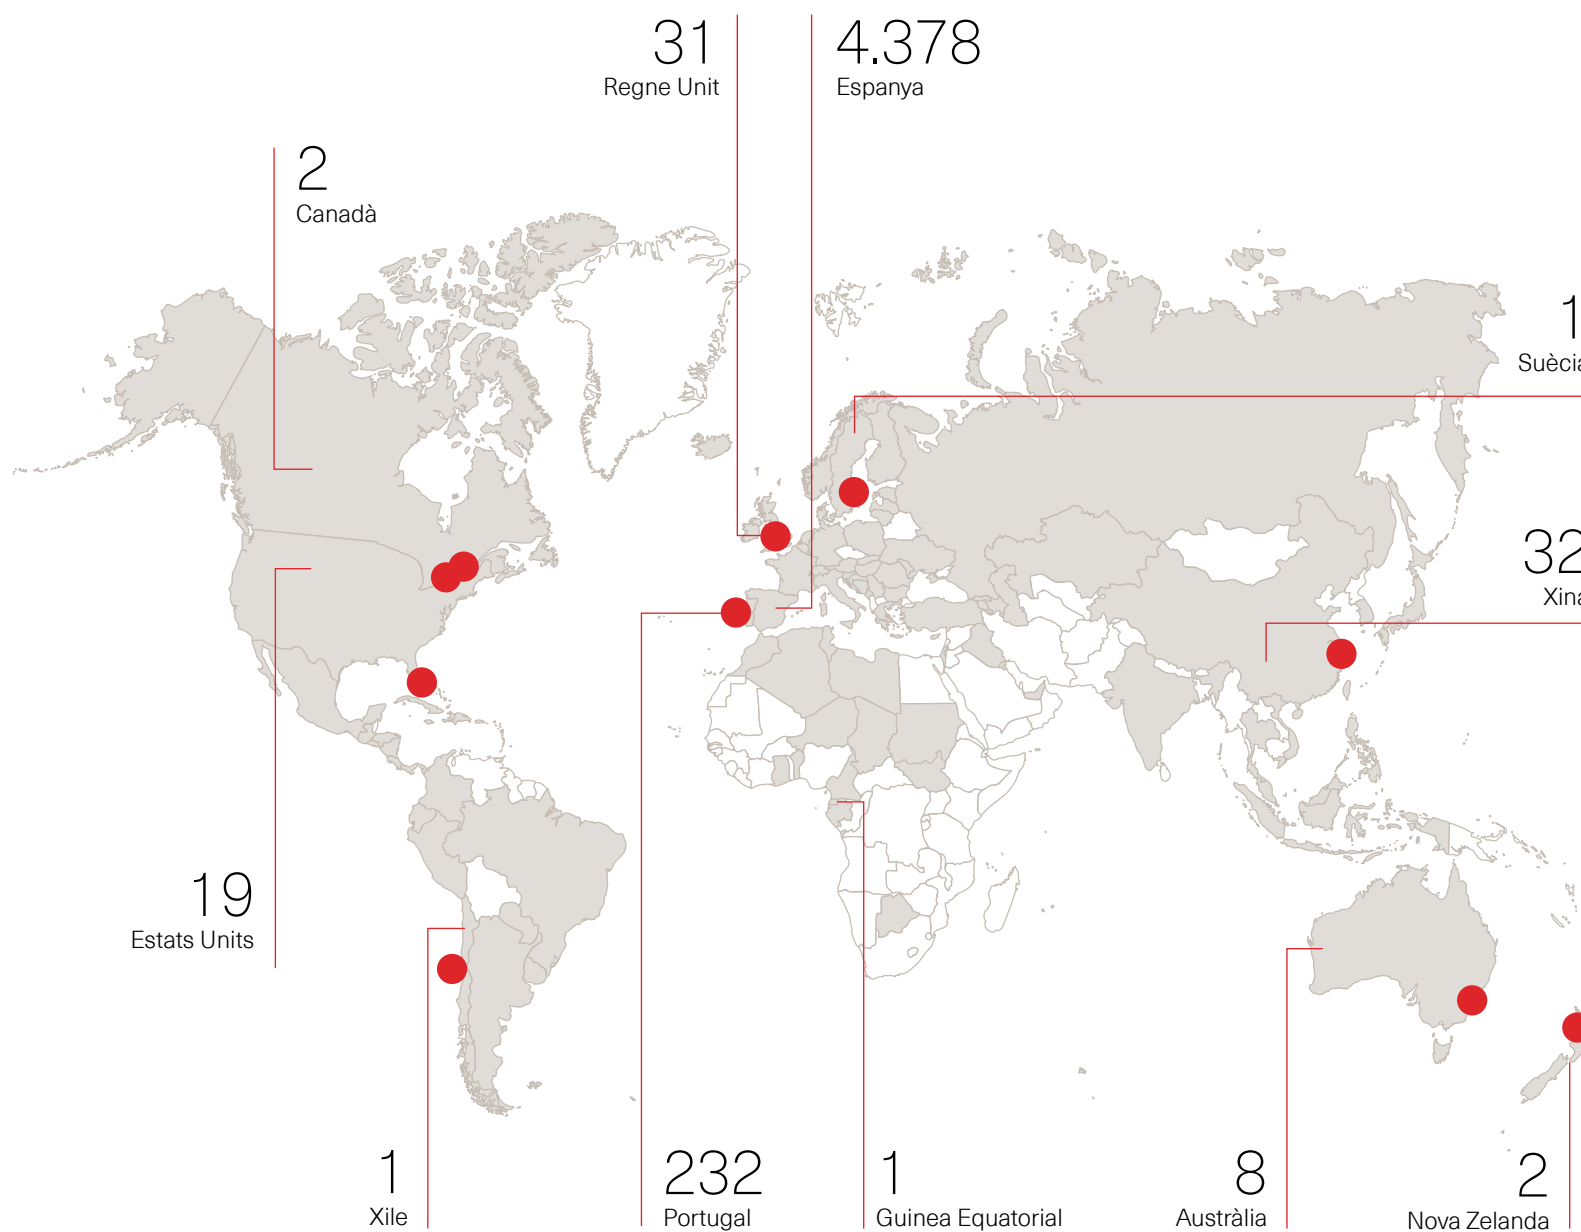 31
Regne Unit
4.378
Espanya
2
Canadà
1
Suècia
32
Xina
19
Estats Units
1
Xile
232
Portugal
1
Guinea Equatorial
8
Austràlia
2
Nova Zelanda